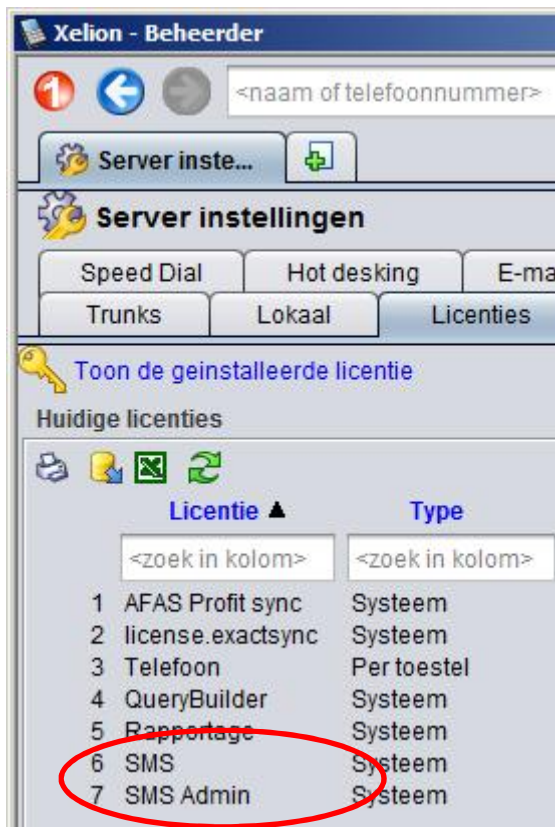 Xelion - Beheerder
1 <naam of telefoonnummer>
Server inste...
Server instellingen
Speed Dial Hot desking E-ma
Trunks Lokaal Licenties
Toon de geinstalleerde licentie
Huidige licenties
Licentie ▲ Type
<zoek in kolom> <zoek in kolom>
1 AFAS Profit sync Systeem
2 license.exactsync Systeem
3 Telefoon Per toestel
4 QueryBuilder Systeem
5 Rapportage Systeem
6 SMS Systeem
7 SMS Admin Systeem